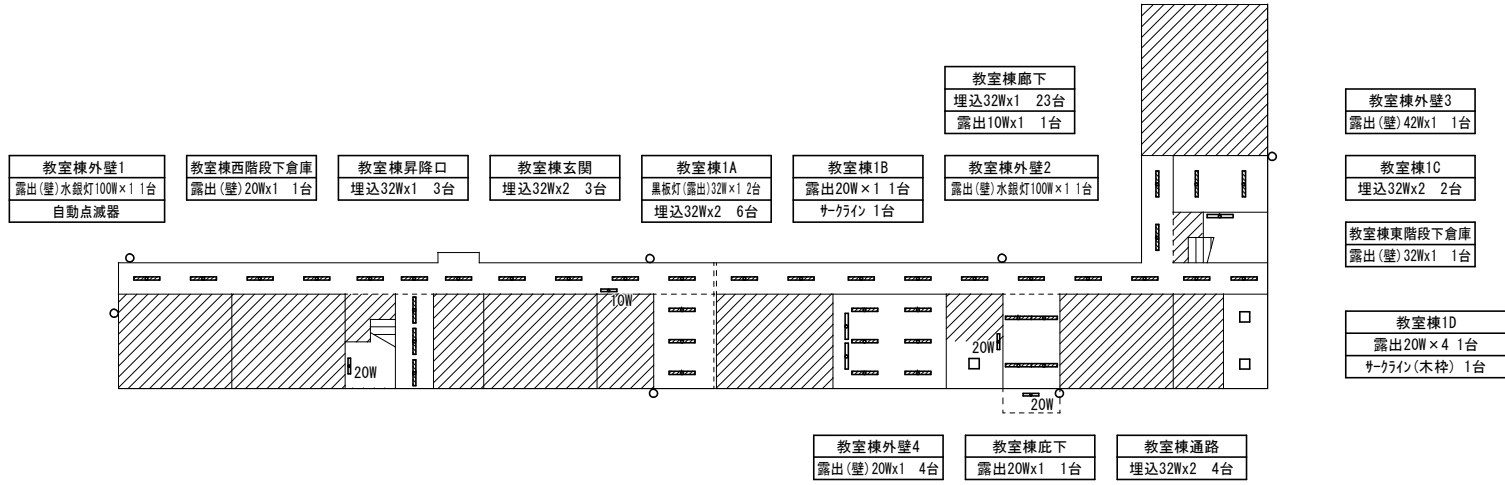 教室棟廊下
埋込32Wx1 23台
露出10Wx1 1台
教室棟外壁3
露出(壁)42Wx1 1台
教室棟外壁1
露出(壁)水銀灯100W×1 1台
自動点滅器
教室棟西階段下倉庫
露出(壁)20Wx1 1台
教室棟昇降口
埋込32Wx1 3台
教室棟玄関
埋込32Wx2 3台
教室棟1A
黒板灯(露出)32W×1 2台
埋込32Wx2 6台
教室棟1B
露出20W×1 1台
サークライン 1台
教室棟外壁2
露出(壁)水銀灯100W×1 1台
教室棟1C
埋込32Wx2 2台
教室棟東階段下倉庫
露出(壁)32Wx1 1台
10W
20W
20W
20W
教室棟1D
露出20W×4 1台
サークライン(木枠) 1台
教室棟外壁4
露出(壁)20Wx1 4台
教室棟庇下
露出20Wx1 1台
教室棟通路
埋込32Wx2 4台